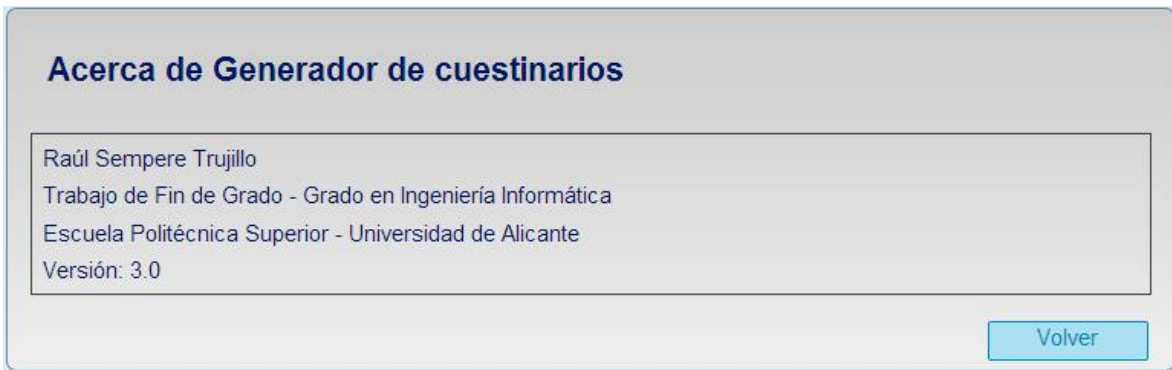 Acerca de Generador de cuestinarios
Raúl Sempere Trujillo
Trabajo de Fin de Grado - Grado en Ingeniería Informática
Escuela Politécnica Superior - Universidad de Alicante
Versión: 3.0
Volver